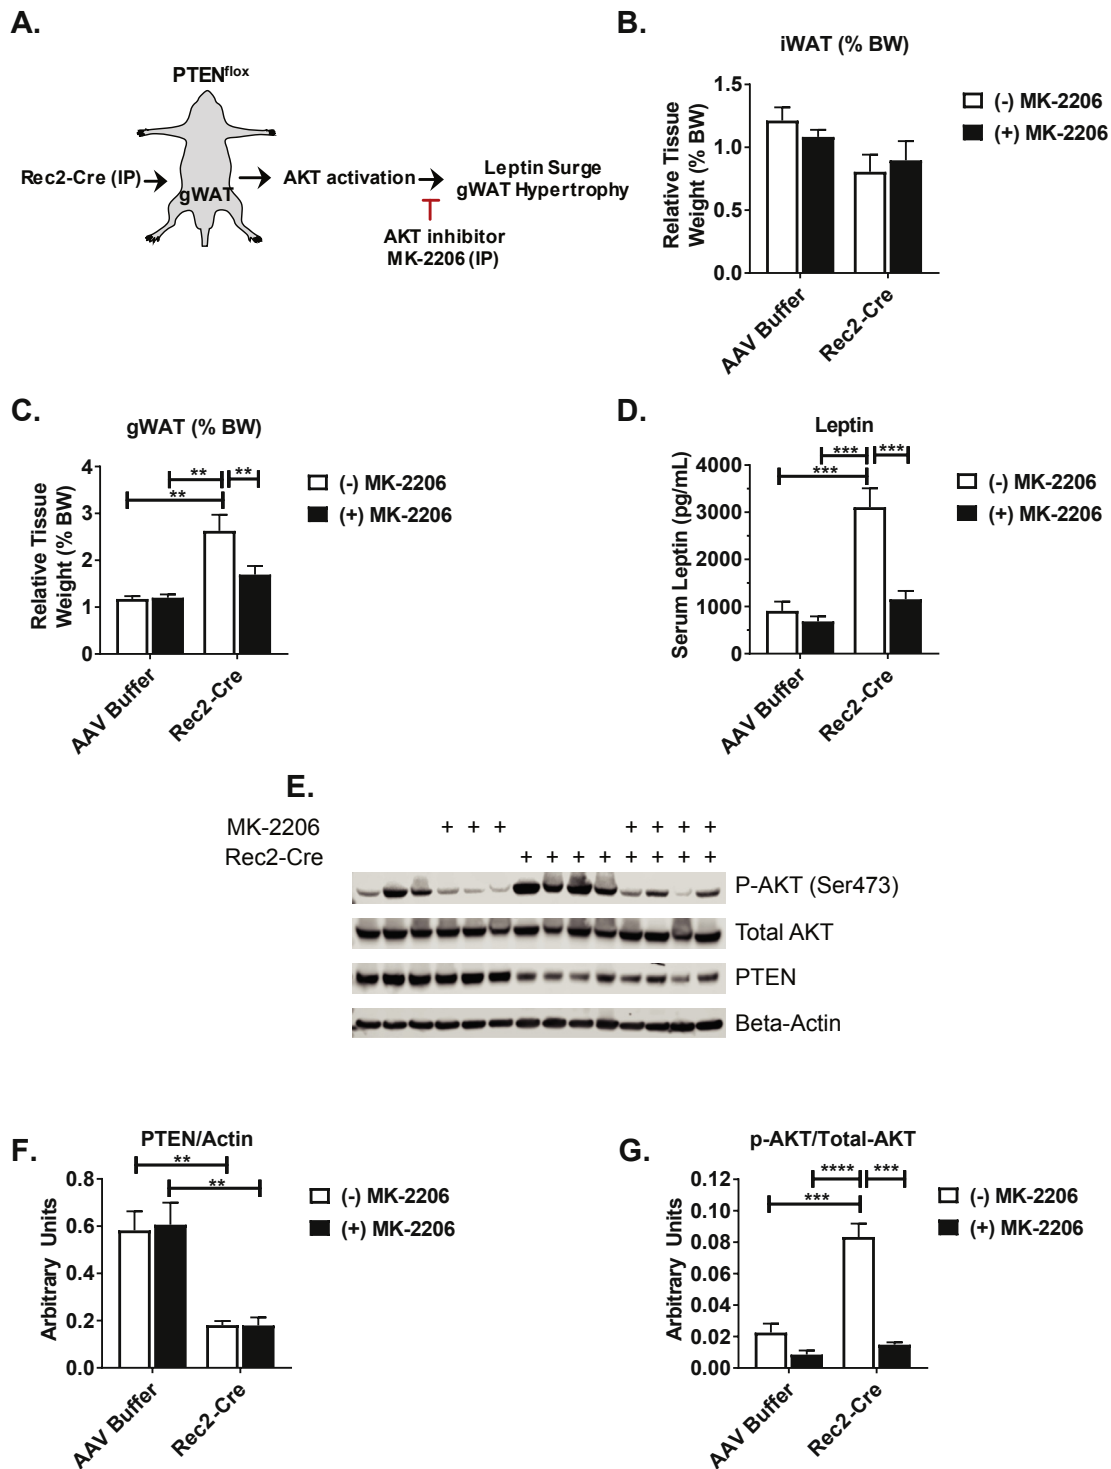 A.
PTENflox
Rec2-Cre (IP)
gWAT
AKT activation
Leptin Surge
gWAT Hypertrophy
AKT inhibitor
MK-2206 (IP)
B.
iWAT (% BW)
Relative Tissue
Weight (% BW)
1.5
1.0
0.5
0.0
AAV Buffer
Rec2-Cre
(-) MK-2206
(+) MK-2206
C.
gWAT (% BW)
Relative Tissue
Weight (% BW)
4
3
2
1
0
** **
**
AAV Buffer
Rec2-Cre
(-) MK-2206
(+) MK-2206
D.
Leptin
Serum Leptin (pg/mL)
4000
3000
2000
1000
0
*** ***
***
AAV Buffer
Rec2-Cre
(-) MK-2206
(+) MK-2206
E.
MK-2206 + + + + + + +
Rec2-Cre + + + + + + + +
P-AKT (Ser473)
Total AKT
PTEN
Beta-Actin
F.
PTEN/Actin
Arbitrary Units
0.8
0.6
0.4
0.2
0.0
**
**
AAV Buffer
Rec2-Cre
(-) MK-2206
(+) MK-2206
G.
p-AKT/Total-AKT
Arbitrary Units
0.12
0.10
0.08
0.06
0.04
0.02
0.00
**** ***
***
AAV Buffer
Rec2-Cre
(-) MK-2206
(+) MK-2206